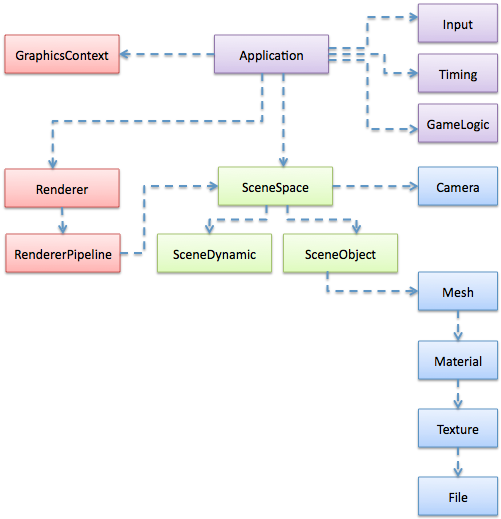 Input
GraphicsContext
Application
Timing
GameLogic
Renderer
SceneSpace
Camera
RendererPipeline
SceneDynamic
SceneObject
Mesh
Material
Texture
File